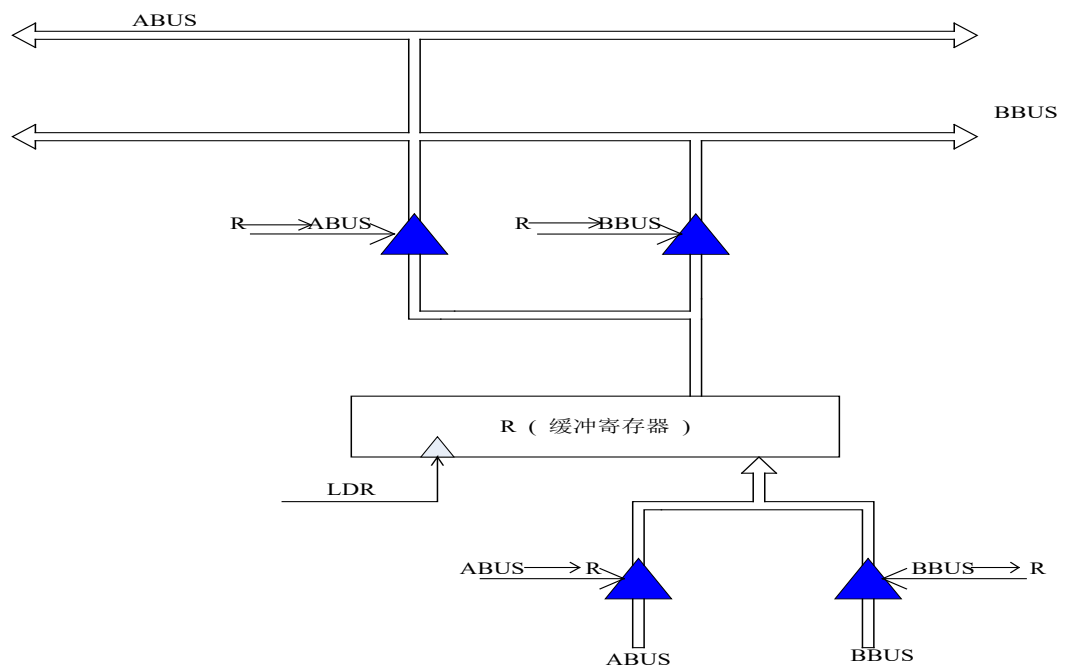 ABUS
BBUS
R ABUS
R BBUS
R ( 缓冲寄存器 )
LDR
ABUS R
BBUS R
ABUS
BBUS